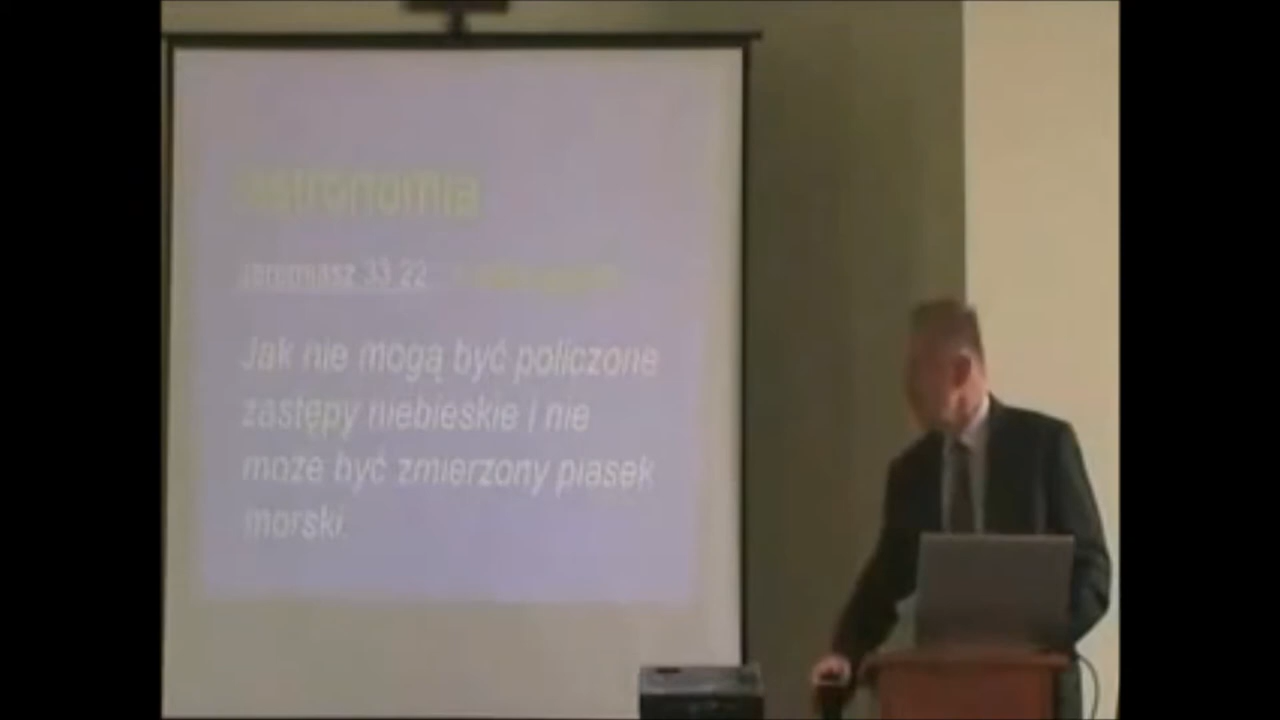 astronomia
Jeremiasz 33 22
Jak nie mogą być policzone
zastępy niebieskie i nie
może być zmierzony piasek
morski.